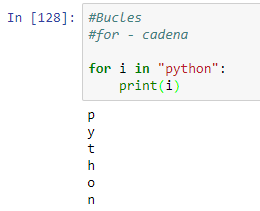 In [128]: #Bucles
#for - cadena
for i in "python":
    print(i)
p
y
t
h
o
n